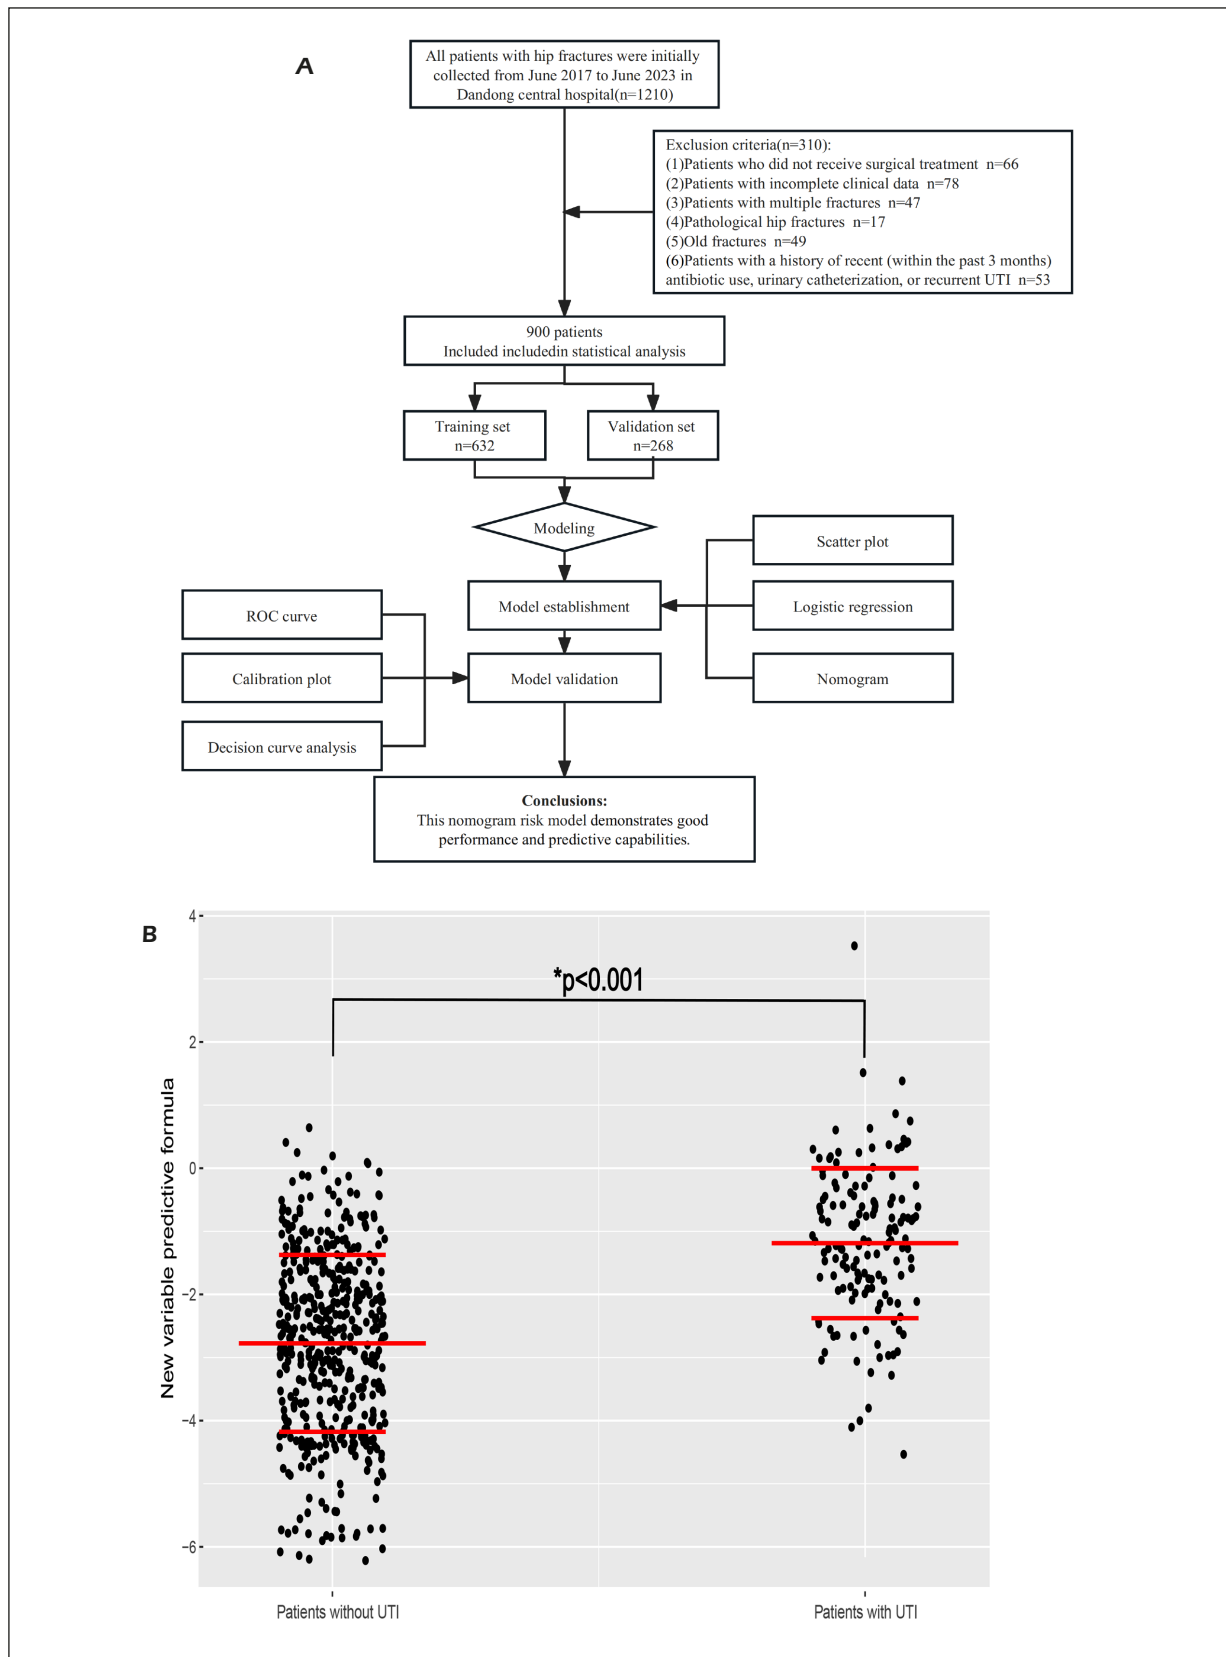 A
All patients with hip fractures were initially
collected from June 2017 to June 2023 in
Dandong central hospital(n=1210)
Exclusion criteria(n=310):
(1)Patients who did not receive surgical treatment n=66
(2)Patients with incomplete clinical data n=78
(3)Patients with multiple fractures n=47
(4)Pathological hip fractures n=17
(5)Old fractures n=49
(6)Patients with a history of recent (within the past 3 months)
antibiotic use, urinary catheterization, or recurrent UTI n=53
900 patients
Included includedin statistical analysis
Training set
n=632
Validation set
n=268
Modeling
Scatter plot
Model establishment
Logistic regression
ROC curve
Calibration plot
Model validation
Nomogram
Decision curve analysis
Conclusions:
This nomogram risk model demonstrates good
performance and predictive capabilities.
B
*p<0.001
New variable predictive formula
4
2
0
−2
−4
−6
Patients without UTI
Patients with UTI